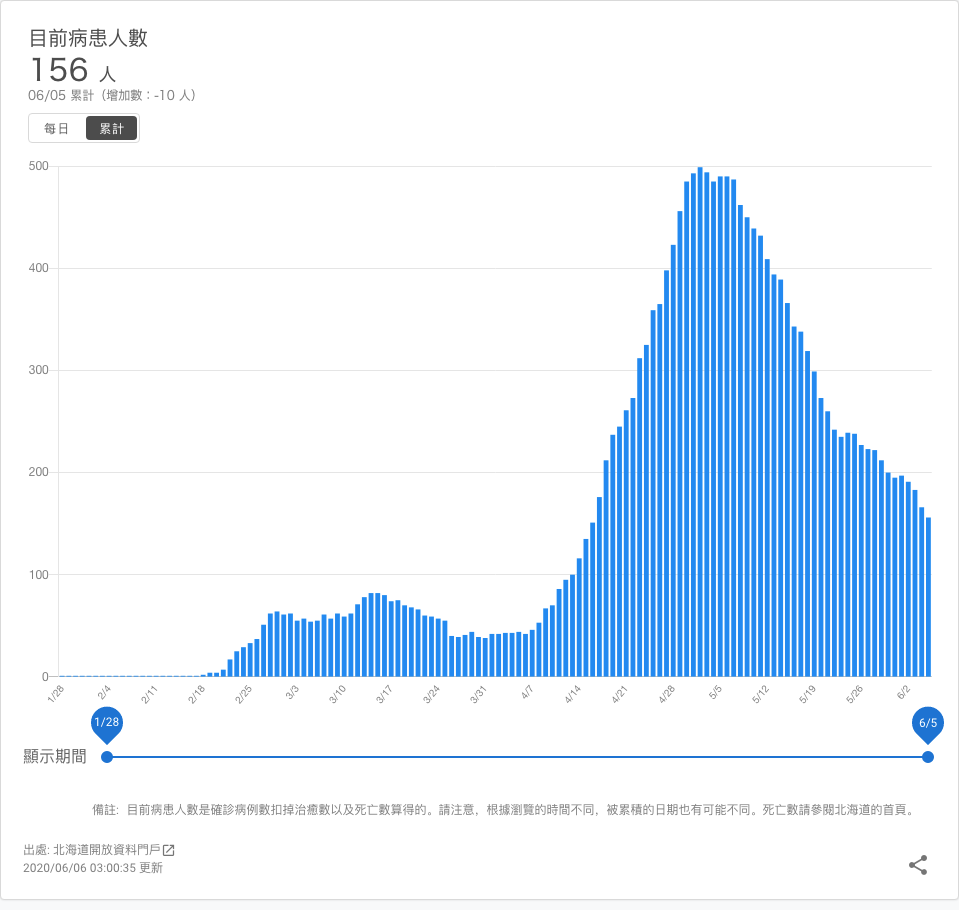 目前病患人數
156 人
06/05 累計（增加數：-10 人）
每日 累計
500
400
300
200
100
0
1/28 2/4 2/11 2/18 2/25 3/3 3/10 3/17 3/24 3/31 4/7 4/14 4/21 4/28 5/5 5/12 5/19 5/26 6/2
1/28 6/5
顯示期間
備註: 目前病患人數是確診病例數扣掉治癒數以及死亡數算得的。請注意，根據瀏覽的時間不同，被累積的日期也有可能不同。死亡數請參閱北海道的首頁。
出處: 北海道開放資料門戶
2020/06/06 03:00:35 更新